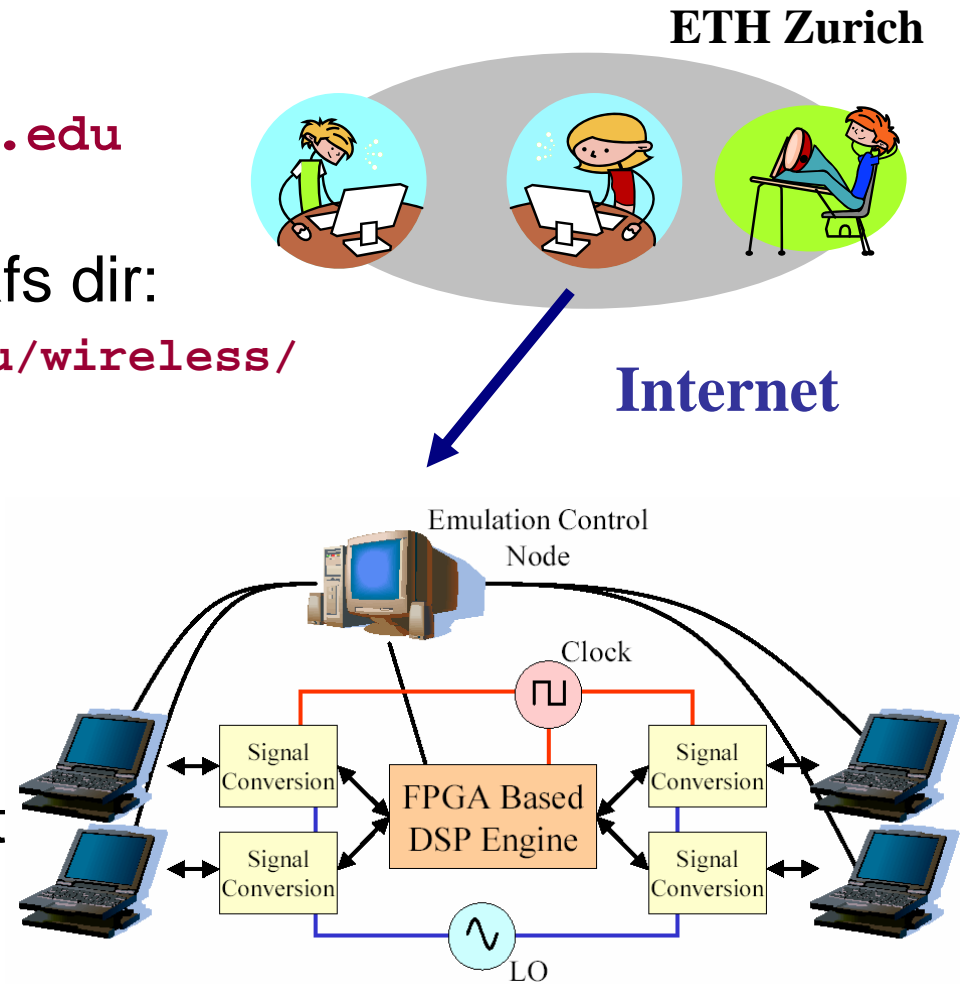 ETH Zurich
.edu
fs dir:
u/wireless/
Internet
Emulation Control
Node
Clock
Signal
Conversion
Signal
Conversion
FPGA Based
DSP Engine
Signal
Conversion
Signal
Conversion
t
LO